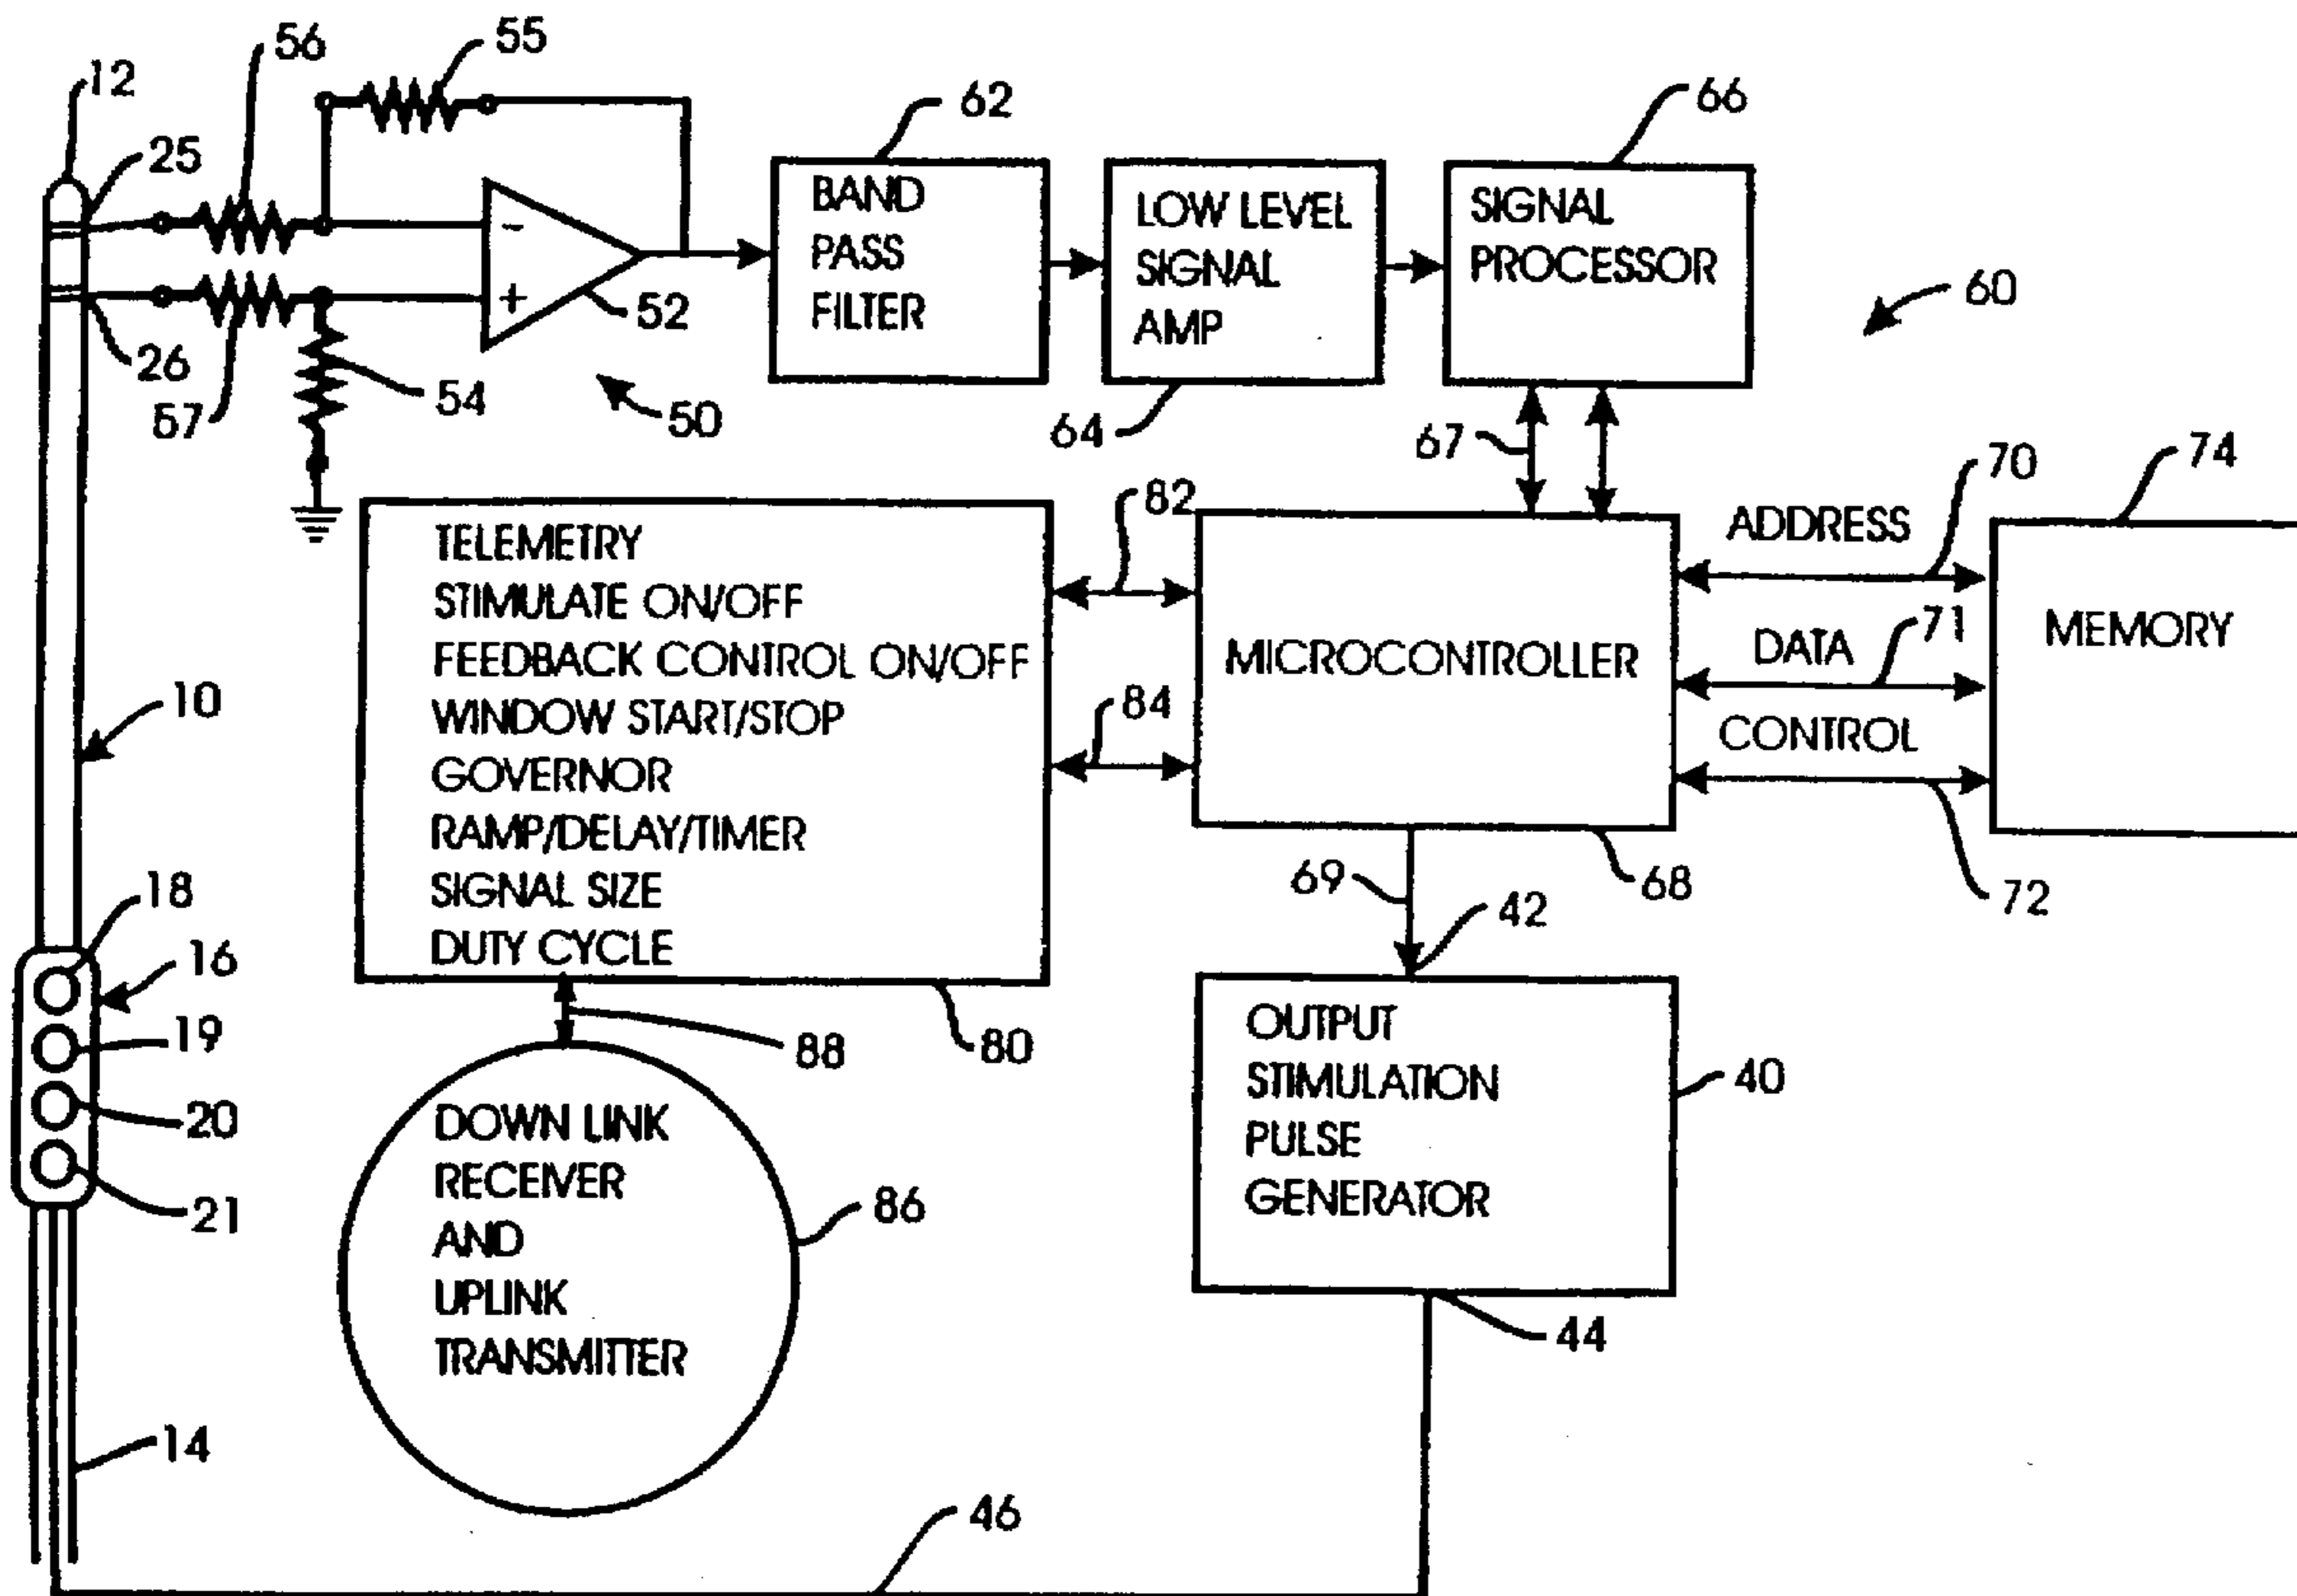 12
56
55
25
62
66
BAND
PASS
FILTER
LOW LEVEL
SIGNAL
AMP
SIGNAL
PROCESSOR
-
+
52
60
26
57
54
50
64
67
70
74
82
ADDRESS
TELEMETRY
STIMULATE ON/OFF
FEEDBACK CONTROL ON/OFF
WINDOW START/STOP
GOVERNOR
RAMP/DELAY/TIMER
SIGNAL SIZE
DUTY CYCLE
MICROCONTROLLER
DATA
71
MEMORY
10
84
CONTROL
18
69
42
68
72
16
19
88
80
OUTPUT
STIMULATION
PULSE
GENERATOR
40
20
21
DOWN LINK
RECEIVER
AND
UPLINK
TRANSMITTER
86
44
14
46